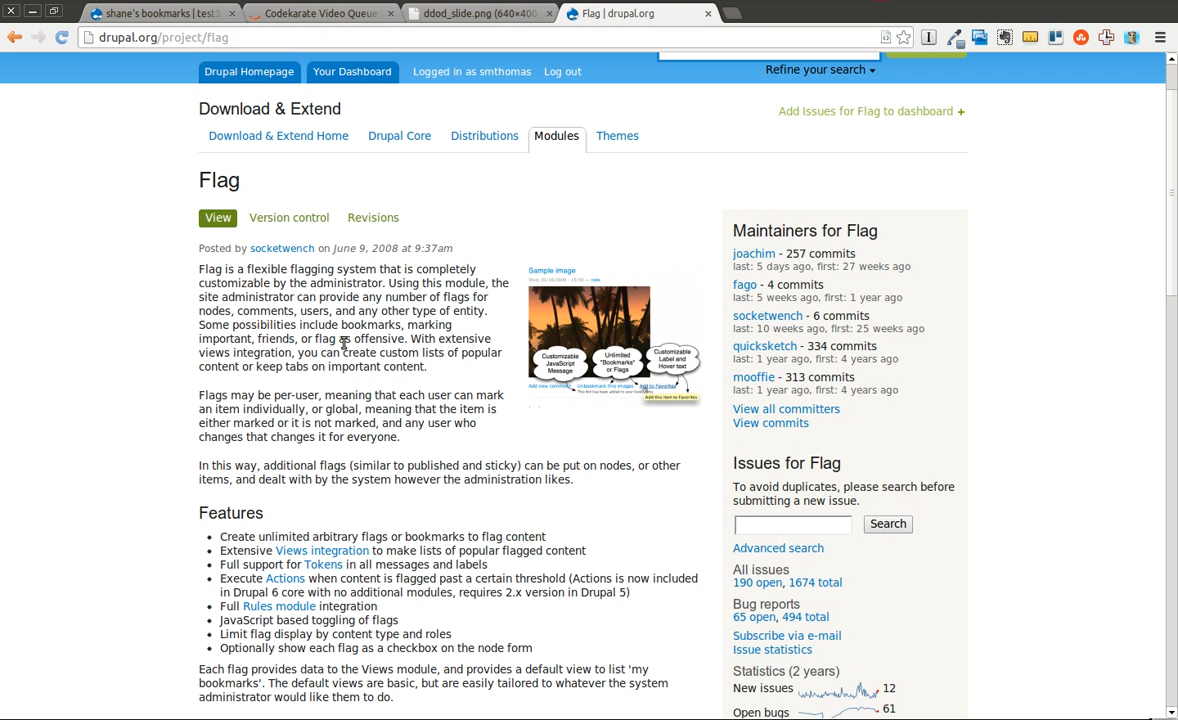 shane's bookmarks | test3
Codekarate Video Queue
ddod_slide.png (640×400
Flag | drupal.org
drupal.org/project/flag
Drupal Homepage
Your Dashboard
Logged in as smthomas
Log out
Refine your search
Download & Extend
Add Issues for Flag to dashboard +
Download & Extend Home
Drupal Core
Distributions
Modules
Themes
Flag
View
Version control
Revisions
Posted by socketwench on June 9, 2008 at 9:37am
Flag is a flexible flagging system that is completely
customizable by the administrator. Using this module, the
site administrator can provide any number of flags for
nodes, comments, users, and any other type of entity.
Some possibilities include bookmarks, marking
important, friends, or flag as offensive. With extensive
views integration, you can create custom lists of popular
content or keep tabs on important content.
Flags may be per-user, meaning that each user can mark
an item individually, or global, meaning that the item is
either marked or it is not marked, and any user who
changes that changes it for everyone.
Sample image
Customizable
JavaScript
Message
Unlimited
"Bookmarks"
or Flags
Customizable
Label and
Hover text
Add new comment
Unbookmark this images
Add to Favorites
Add this item to Favorites
In this way, additional flags (similar to published and sticky) can be put on nodes, or other
items, and dealt with by the system however the administration likes.
Features
• Create unlimited arbitrary flags or bookmarks to flag content
• Extensive Views integration to make lists of popular flagged content
• Full support for Tokens in all messages and labels
• Execute Actions when content is flagged past a certain threshold (Actions is now included
in Drupal 6 core with no additional modules, requires 2.x version in Drupal 5)
• Full Rules module integration
• JavaScript based toggling of flags
• Limit flag display by content type and roles
• Optionally show each flag as a checkbox on the node form
Each flag provides data to the Views module, and provides a default view to list 'my
bookmarks'. The default views are basic, but are easily tailored to whatever the system
administrator would like them to do.
Maintainers for Flag
joachim - 257 commits
last: 5 days ago, first: 27 weeks ago
fago - 4 commits
last: 5 weeks ago, first: 1 year ago
socketwench - 6 commits
last: 10 weeks ago, first: 25 weeks ago
quicksketch - 334 commits
last: 1 year ago, first: 4 years ago
mooffie - 313 commits
last: 1 year ago, first: 4 years ago
View all committers
View commits
Issues for Flag
To avoid duplicates, please search before
submitting a new issue.
Search
Advanced search
All issues
190 open, 1674 total
Bug reports
65 open, 494 total
Subscribe via e-mail
Issue statistics
Statistics (2 years)
New issues 12
Open bugs 61